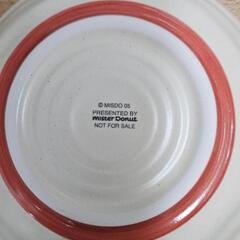 © MISDO 05
PRESENTED BY
mister Donut
NOT FOR SALE